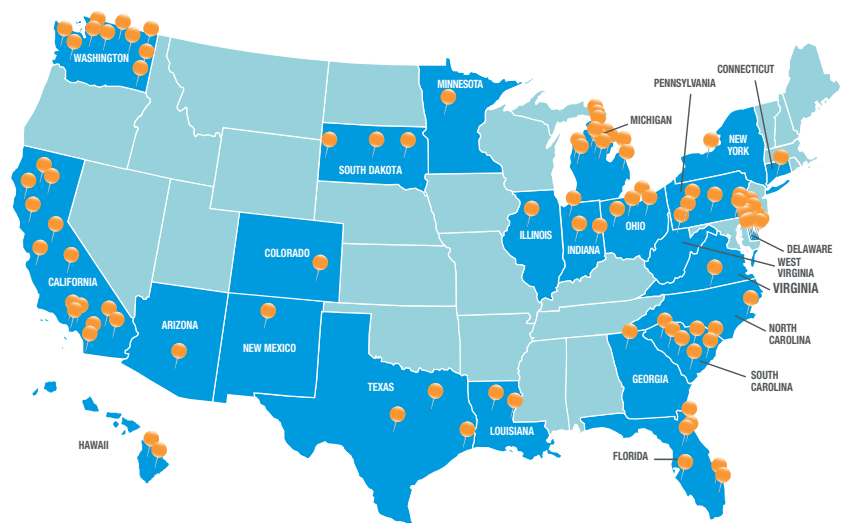 CONNECTICUT
PENNSYLVANIA
WASHINGTON
MINNESOTA
MICHIGAN
NEW
YORK
SOUTH DAKOTA
ILLINOIS
INDIANA
OHIO
DELAWARE
WEST
VIRGINIA
VIRGINIA
COLORADO
CALIFORNIA
ARIZONA
NEW MEXICO
NORTH
CAROLINA
SOUTH
CAROLINA
GEORGIA
TEXAS
LOUISIANA
HAWAII
FLORIDA